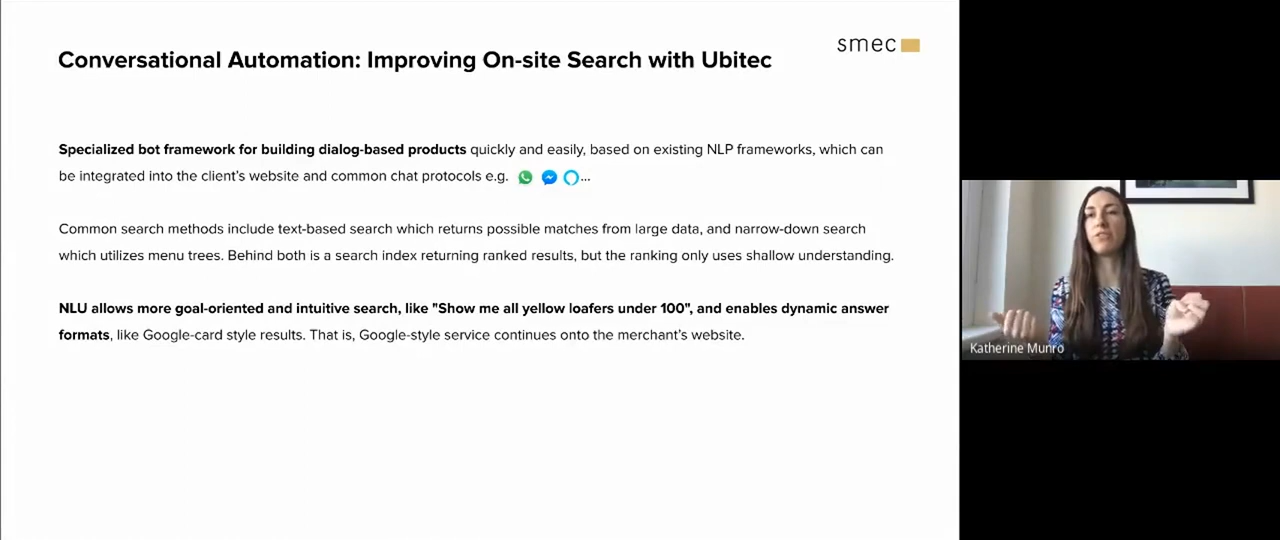 Conversational Automation: Improving On-site Search with Ubitec
smec
Specialized bot framework for building dialog-based products quickly and easily, based on existing NLP frameworks, which can
be integrated into the client's website and common chat protocols e.g. ...
Common search methods include text-based search which returns possible matches from large data, and narrow-down search
which utilizes menu trees. Behind both is a search index returning ranked results, but the ranking only uses shallow understanding.
NLU allows more goal-oriented and intuitive search, like "Show me all yellow loafers under 100", and enables dynamic answer
formats, like Google-card style results. That is, Google-style service continues onto the merchant's website.
Katherine Munro